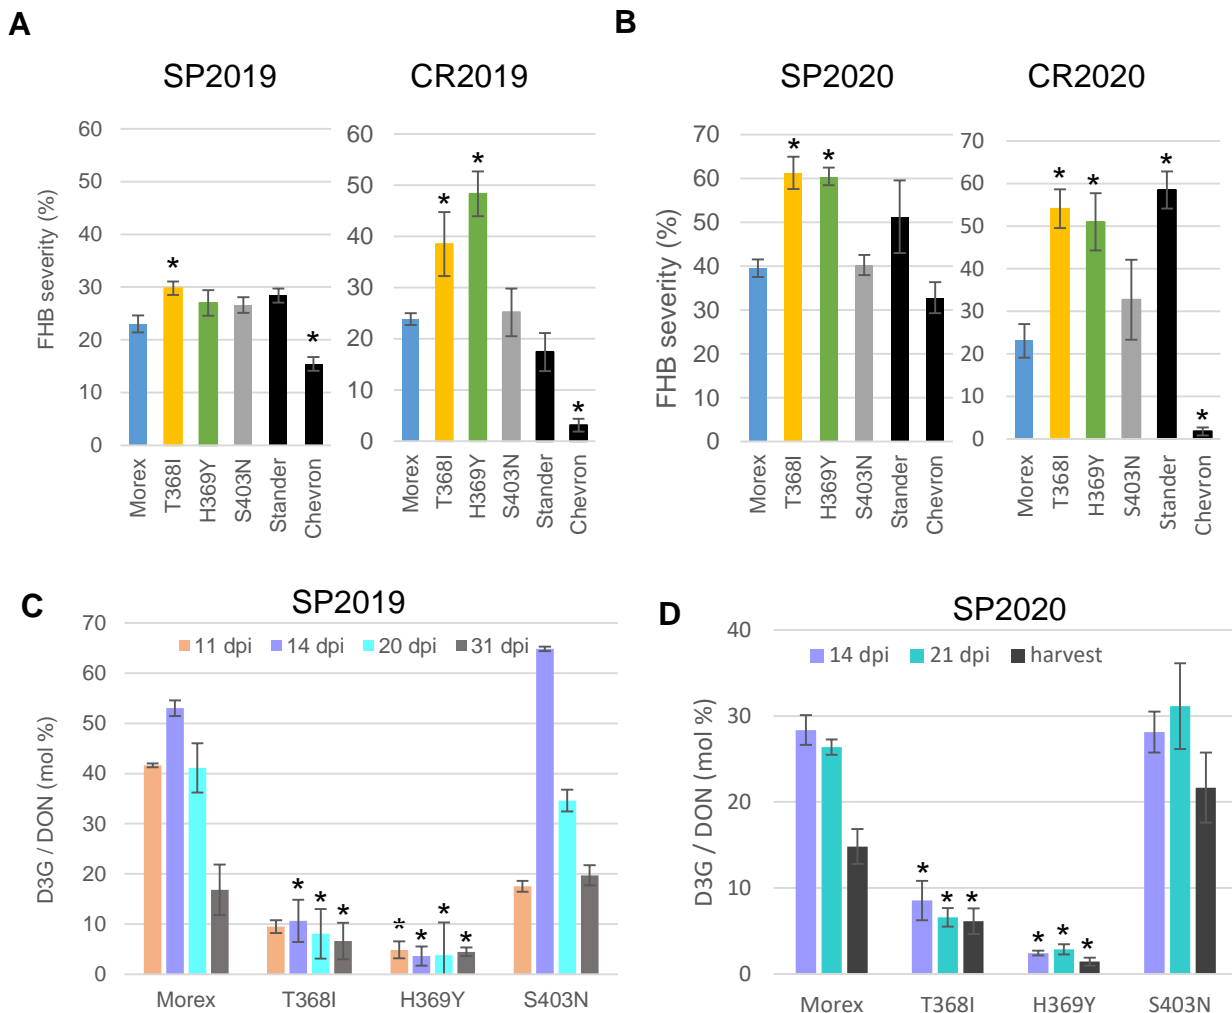 A
SP2019
CR2019
FHB severity (%)
60
50
40
30
20
10
0
*
*
Morex
T368I
H369Y
S403N
Stander
Chevron
60
50
40
30
20
10
0
*
*
*
Morex
T368I
H369Y
S403N
Stander
Chevron
B
SP2020
CR2020
FHB severity (%)
70
60
50
40
30
20
10
0
*
*
Morex
T368I
H369Y
S403N
Stander
Chevron
70
60
50
40
30
20
10
0
*
*
*
*
Morex
T368I
H369Y
S403N
Stander
Chevron
C
SP2019
11 dpi 14 dpi 20 dpi 31 dpi
D3G / DON (mol %)
70
60
50
40
30
20
10
0
* * *
* * * *
Morex T368I H369Y S403N
D
SP2020
14 dpi 21 dpi harvest
D3G / DON (mol %)
40
30
20
10
0
* * *
* * *
Morex T368I H369Y S403N